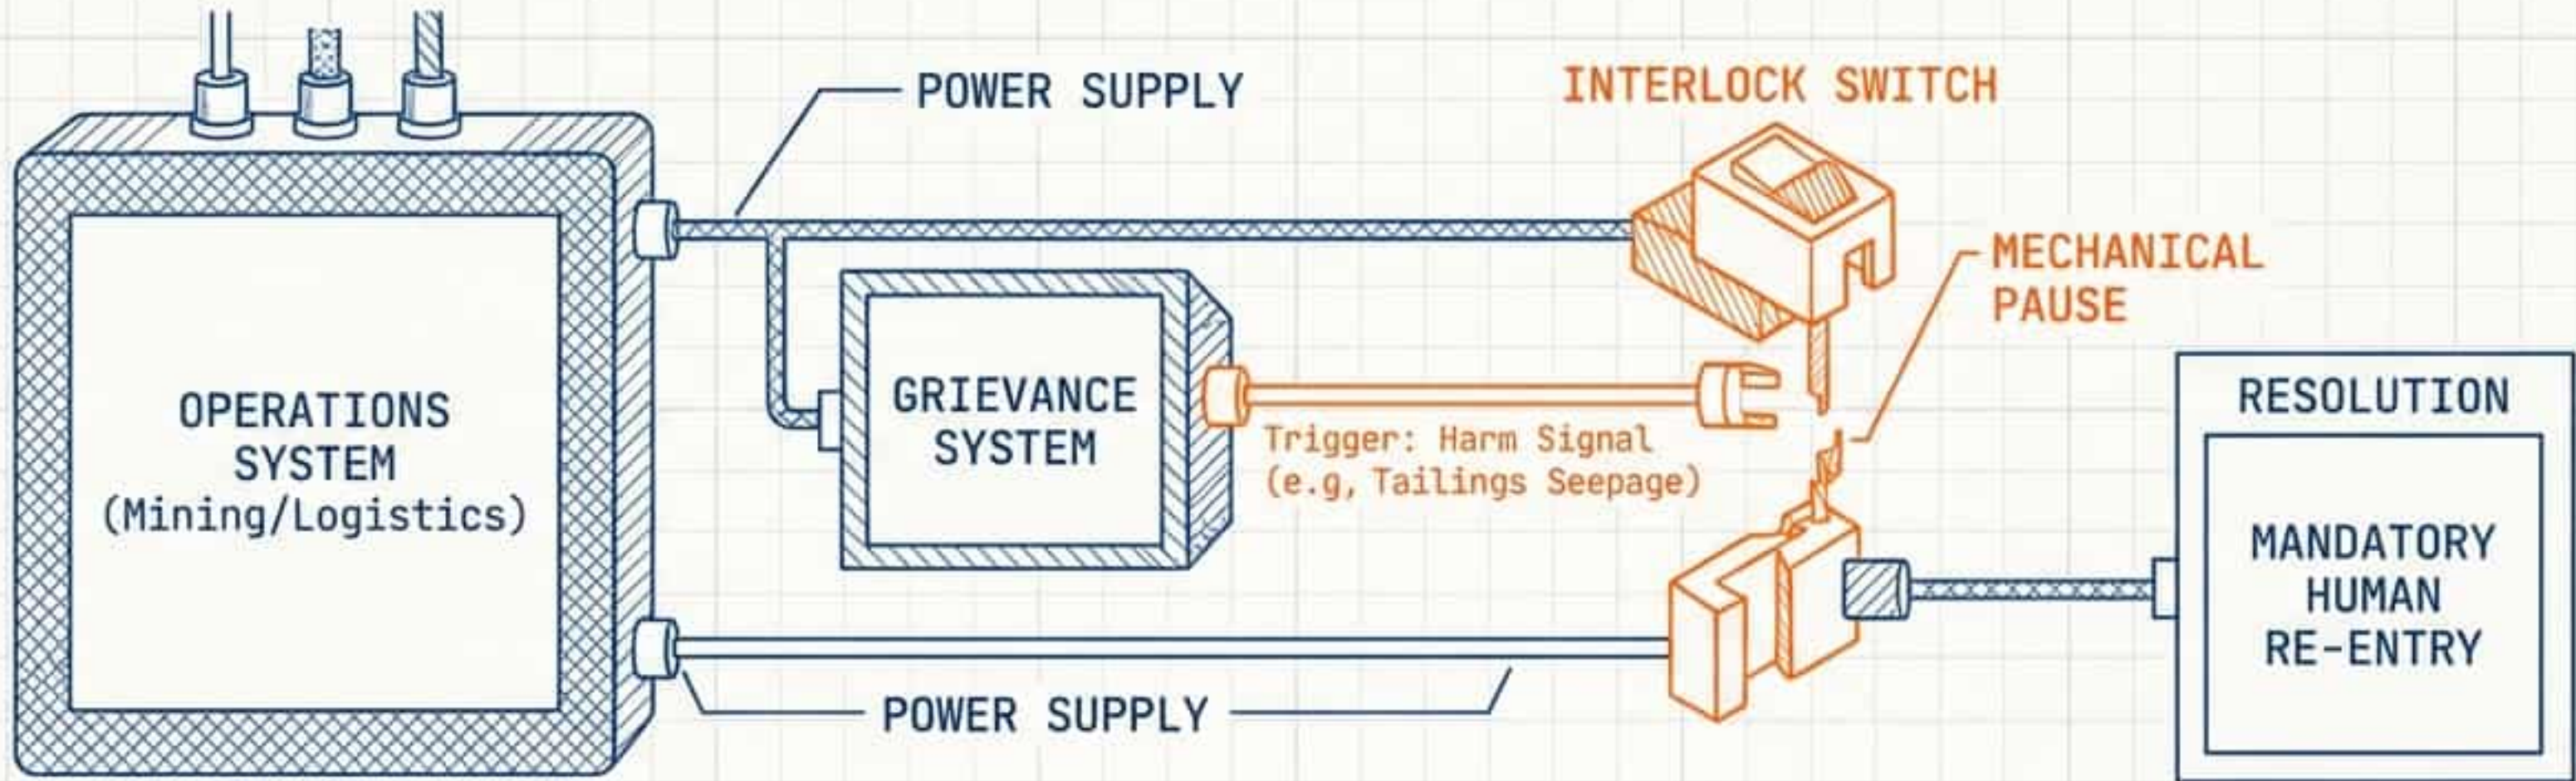 POWER SUPPLY
INTERLOCK SWITCH
MECHANICAL
PAUSE
OPERATIONS
SYSTEM
(Mining/Logistics)
GRIEVANCE
SYSTEM
Trigger: Harm Signal
(e.g, Tailings Seepage)
RESOLUTION
MANDATORY
HUMAN
RE-ENTRY
POWER SUPPLY